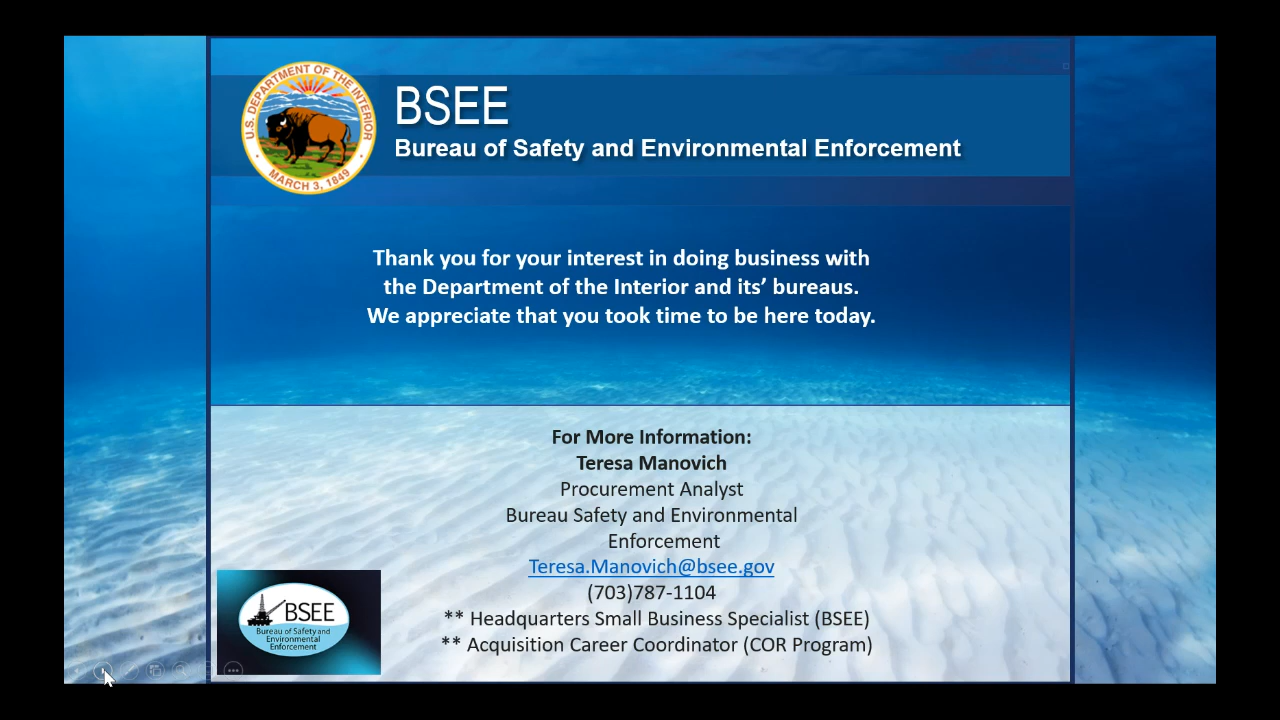 U.S. DEPARTMENT OF THE INTERIOR
MARCH 3, 1849
BSEE
Bureau of Safety and Environmental Enforcement
Thank you for your interest in doing business with
the Department of the Interior and its’ bureaus.
We appreciate that you took time to be here today.
For More Information:
Teresa Manovich
Procurement Analyst
Bureau Safety and Environmental
Enforcement
Teresa.Manovich@bsee.gov
(703)787-1104
** Headquarters Small Business Specialist (BSEE)
** Acquisition Career Coordinator (COR Program)
BSEE
Bureau of Safety and
Environmental
Enforcement